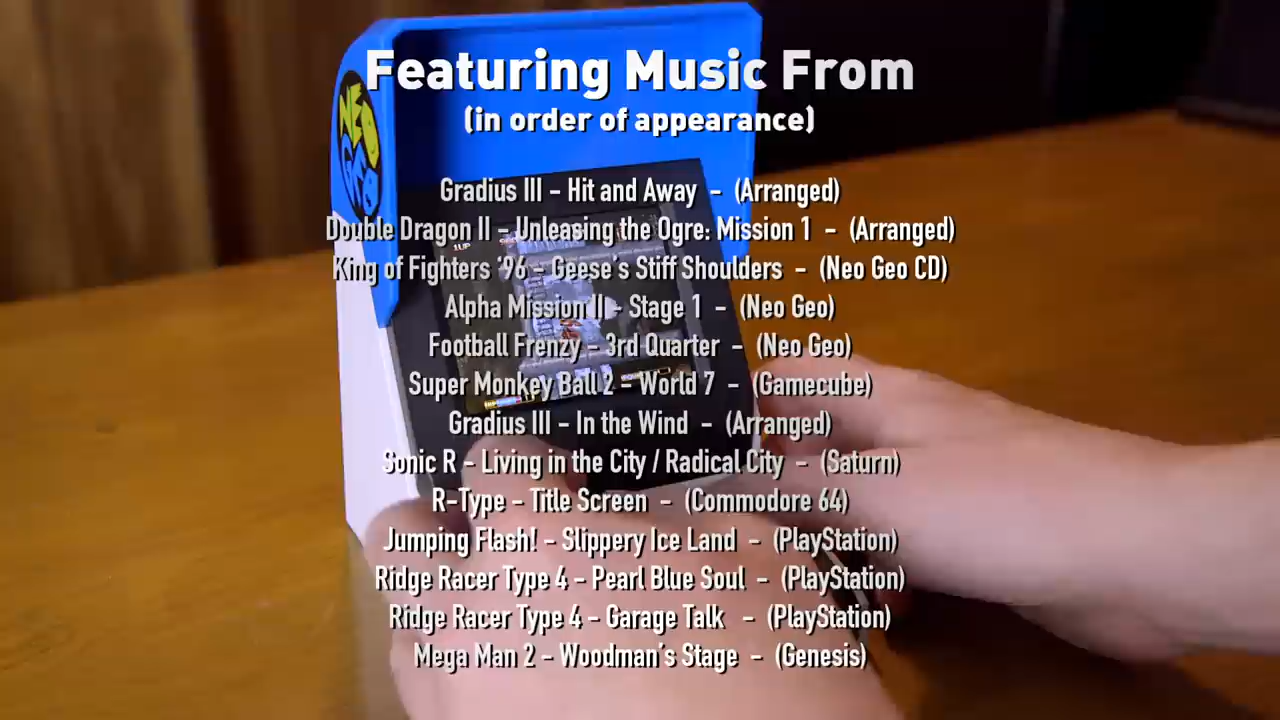 Featuring Music From
(in order of appearance)
Gradius III - Hit and Away - (Arranged)
Double Dragon II - Unleasing the Ogre: Mission 1 - (Arranged)
King of Fighters '96 - Geese's Stiff Shoulders - (Neo Geo CD)
Alpha Mission II - Stage 1 - (Neo Geo)
Football Frenzy - 3rd Quarter - (Neo Geo)
Super Monkey Ball 2 - World 7 - (Gamecube)
Gradius III - In the Wind - (Arranged)
Sonic R - Living in the City / Radical City - (Saturn)
R-Type - Title Screen - (Commodore 64)
Jumping Flash! - Slippery Ice Land - (PlayStation)
Ridge Racer Type 4 - Pearl Blue Soul - (PlayStation)
Ridge Racer Type 4 - Garage Talk - (PlayStation)
Mega Man 2 - Woodman's Stage - (Genesis)
NEO
GEO
1UP